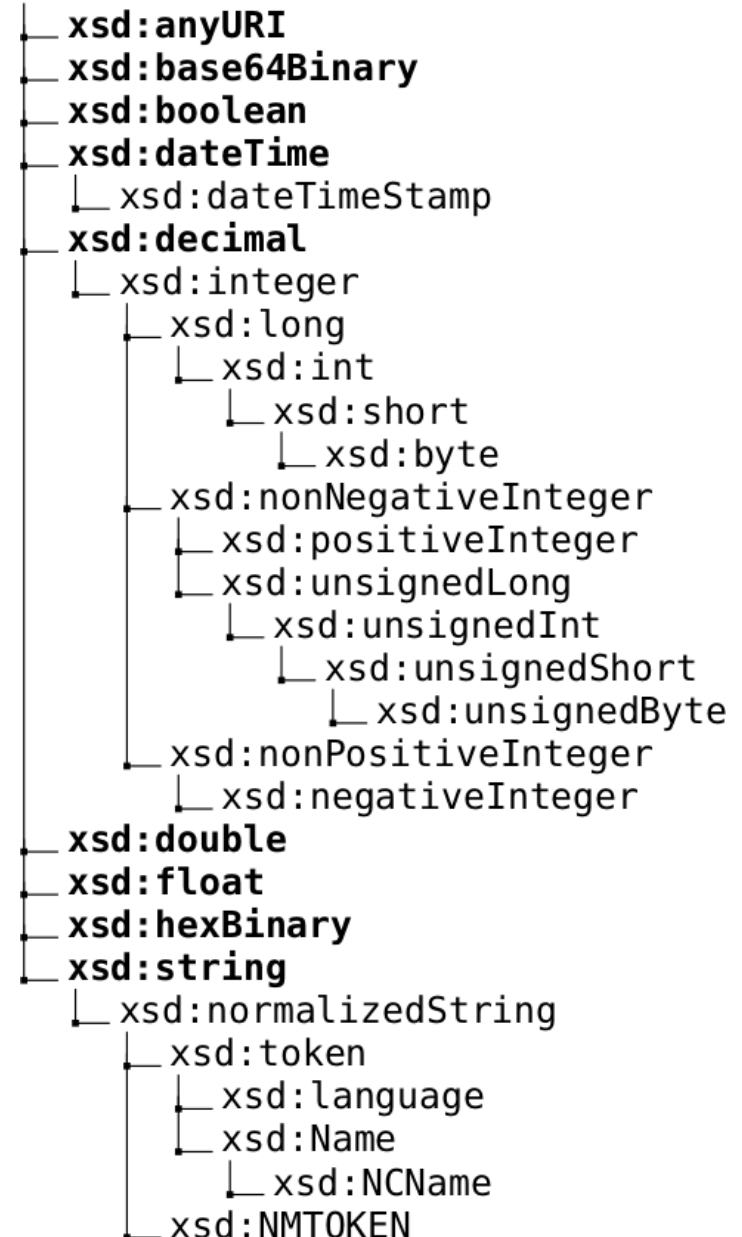 xsd:anyURI
xsd:base64Binary
xsd:boolean
xsd:dateTime
xsd:dateTimeStamp
xsd:decimal
xsd:integer
xsd:long
xsd:int
xsd:short
xsd:byte
xsd:nonNegativeInteger
xsd:positiveInteger
xsd:unsignedLong
xsd:unsignedInt
xsd:unsignedShort
xsd:unsignedByte
xsd:nonPositiveInteger
xsd:negativeInteger
xsd:double
xsd:float
xsd:hexBinary
xsd:string
xsd:normalizedString
xsd:token
xsd:language
xsd:Name
xsd:NCName
xsd:NMTOKEN